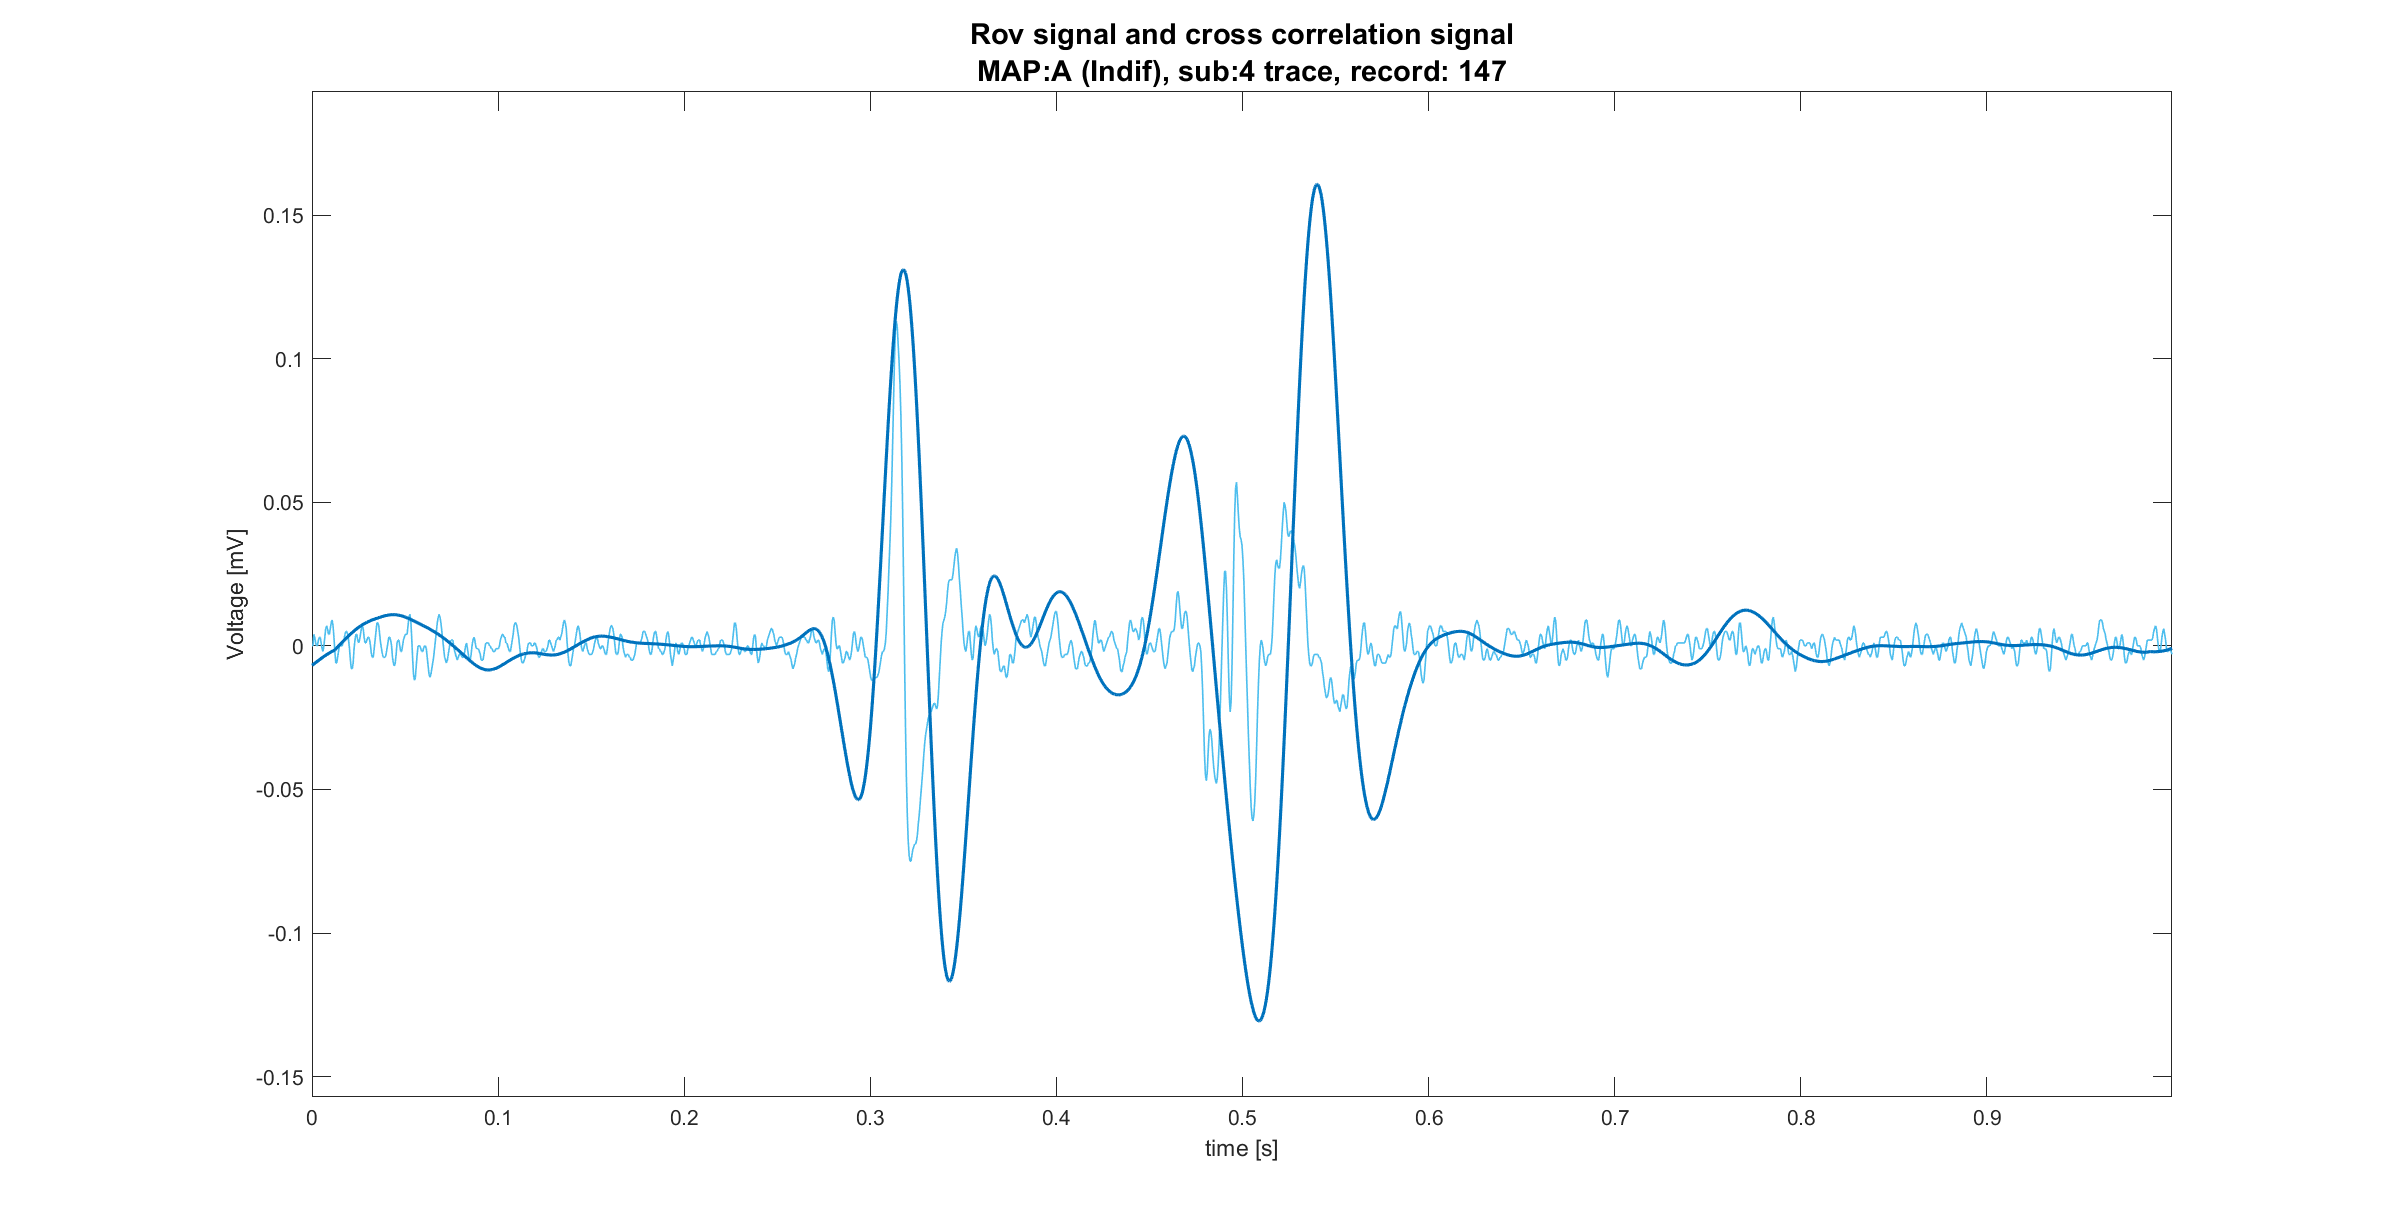 Rov signal and cross correlation signal
MAP:A (Indif), sub:4 trace, record: 147
0.15
0.1
0.05
0
-0.05
-0.1
-0.15
Voltage [mV]
0 0.1 0.2 0.3 0.4 0.5 0.6 0.7 0.8 0.9
time [s]